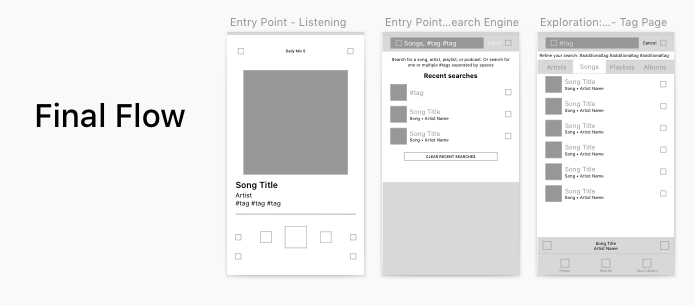 Final Flow
Entry Point - Listening
Daily Mix 5
Song Title
Artist
#tag #tag #tag
Entry Point...earch Engine
Songs, #tag #tag
Cancel
Search for a song, artist, playlist, or podcast. Or search for
one or multiple #tags separated by spaces
Recent searches
#tag
Song Title
Song • Artist Name
Song Title
Song • Artist Name
CLEAR RECENT SEARCHES
Exploration:...- Tag Page
#tag
Cancel
Refine your search: #additionaltag #additionaltag #additionaltag
Artists Songs Playlists Albums
Song Title
Song • Artist Name
Song Title
Song • Artist Name
Song Title
Song • Artist Name
Song Title
Song • Artist Name
Song Title
Song • Artist Name
Song Title
Song • Artist Name
Song Title
Artist Name
Home Search Your Library